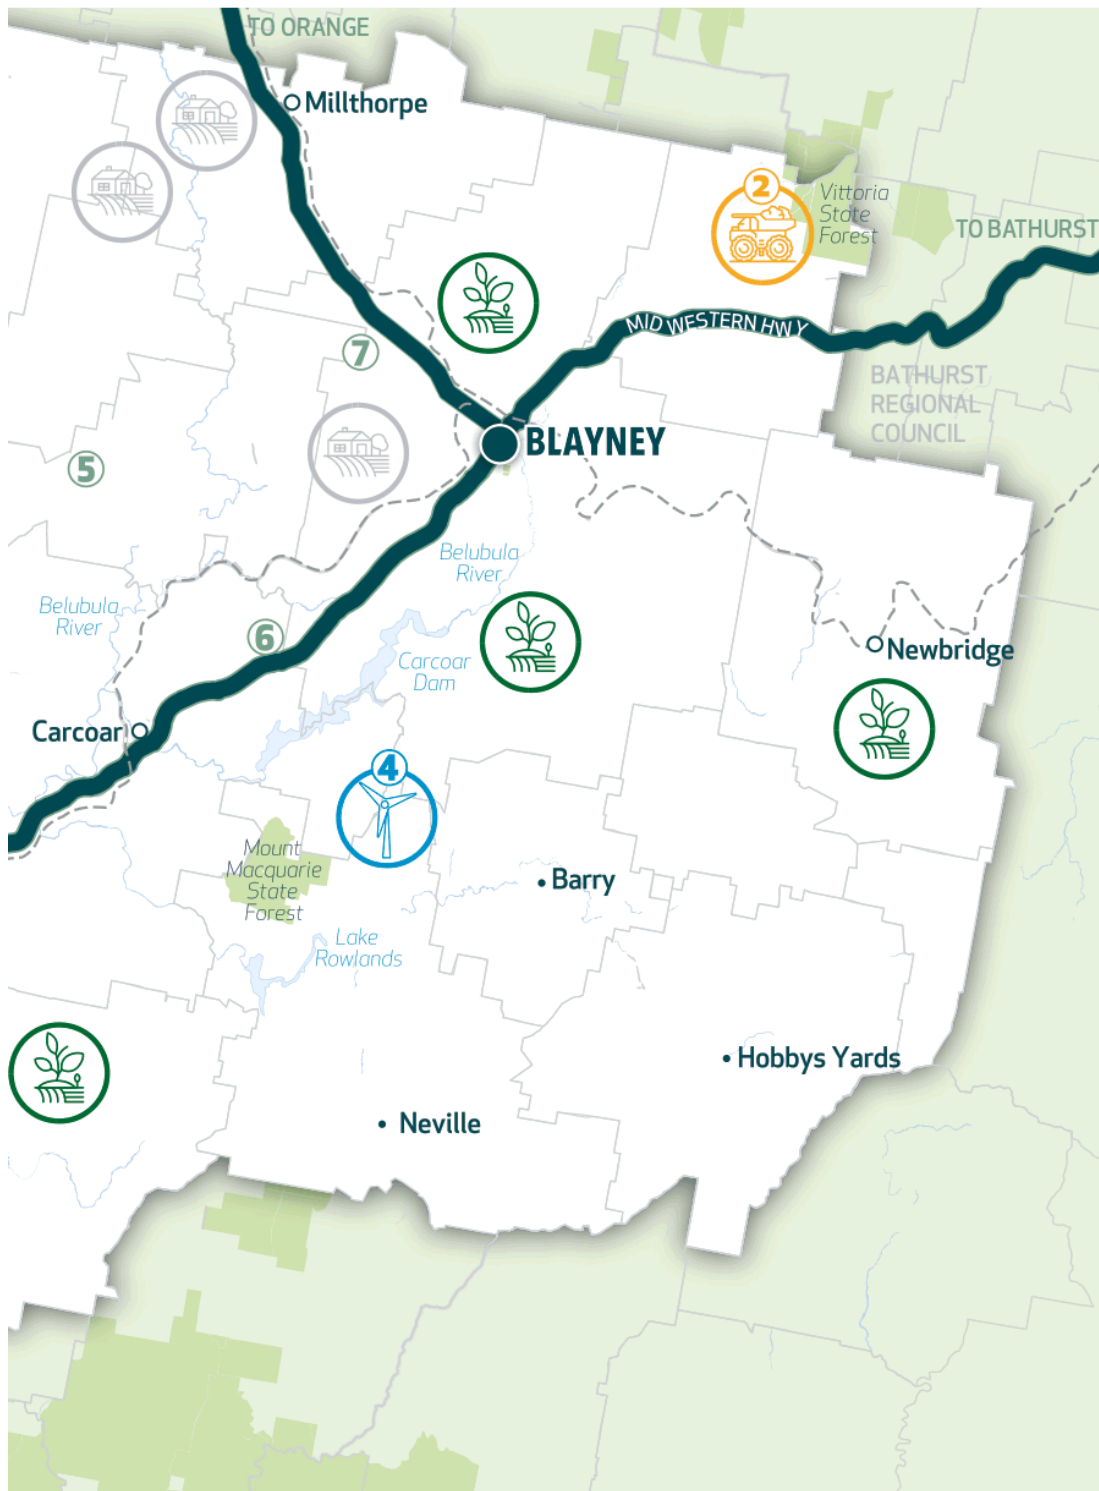 TO ORANGE
Millthorpe
2
Vittoria
State
Forest
TO BATHURST
MID WESTERN HWY
7
BATHURST
REGIONAL
COUNCIL
BLAYNEY
5
Belubula
River
Belubula
River
6
Newbridge
Carcoar
Dam
Carcoar
4
Mount
Macquarie
State
Forest
Barry
Lake
Rowlands
Hobbys Yards
Neville